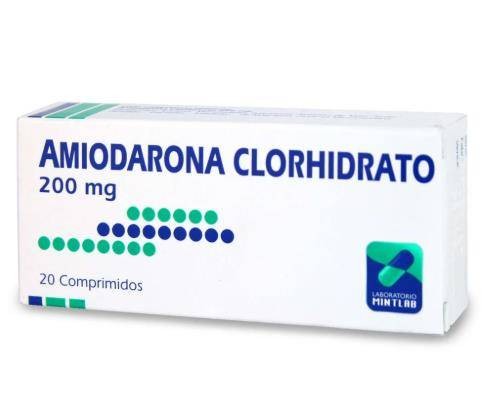 AMIODARONA CLORHIDRATO
200 mg
20 Comprimidos
LABORATORIO
MINTLAB